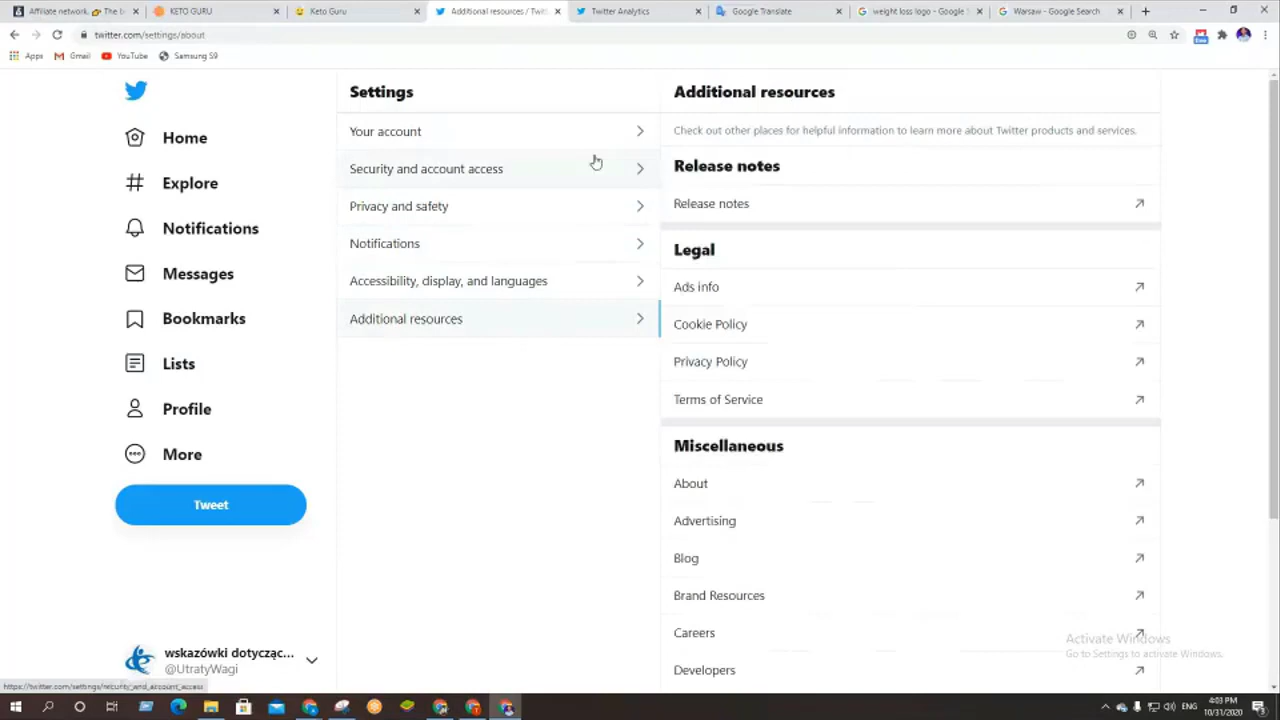 Affiliate network. The b
KETO GURU
Keto Guru
Additional resources / Twit
Twitter Analytics
Google Translate
weight loss logo - Google S
Warsaw - Google Search
twitter.com/settings/about
Apps
Gmail
YouTube
Samsung S9
Home
Explore
Notifications
Messages
Bookmarks
Lists
Profile
More
Tweet
wskazówki dotycząc...
@UtratyWagi
Settings
Your account
Security and account access
Privacy and safety
Notifications
Accessibility, display, and languages
Additional resources
Additional resources
Check out other places for helpful information to learn more about Twitter products and services.
Release notes
Release notes
Legal
Ads info
Cookie Policy
Privacy Policy
Terms of Service
Miscellaneous
About
Advertising
Blog
Brand Resources
Careers
Developers
Activate Windows
Go to Settings to activate Windows.
https://twitter.com/settings/security_and_account_access
ENG
4:03 PM
10/31/2020